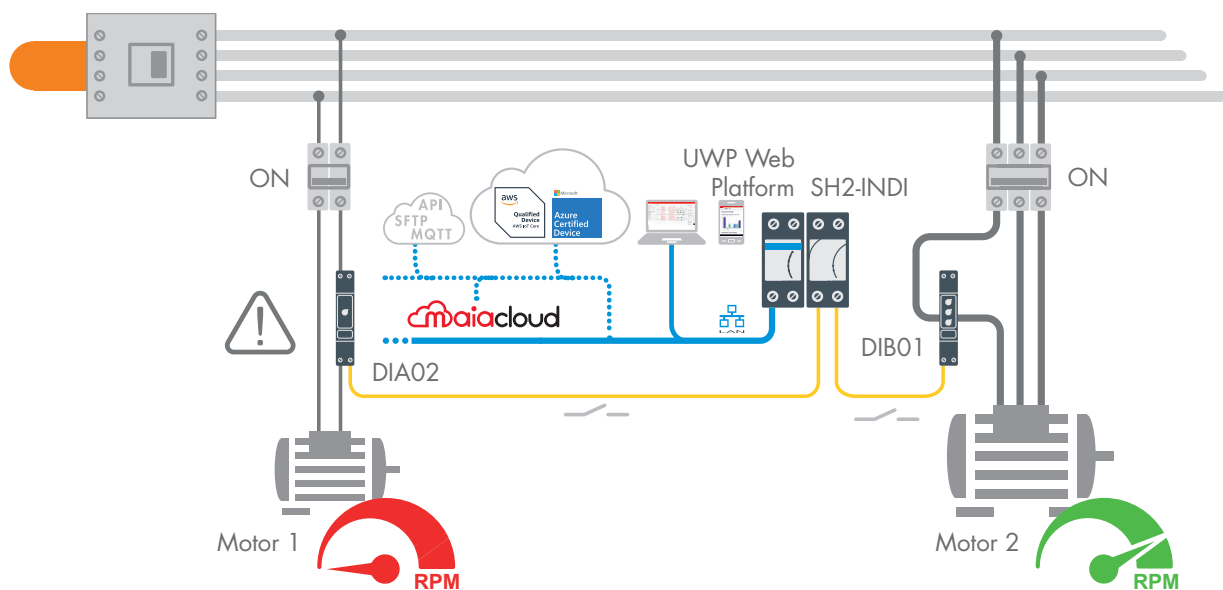 ON
UWP Web
Platform
SH2-INDI
ON
API
SFTP
MQTT
aws
Qualified
Device
AWS IoT Core
Microsoft
Azure
Certified
Device
maiacloud
LAN
DIA02
DIB01
Motor 1
RPM
Motor 2
RPM